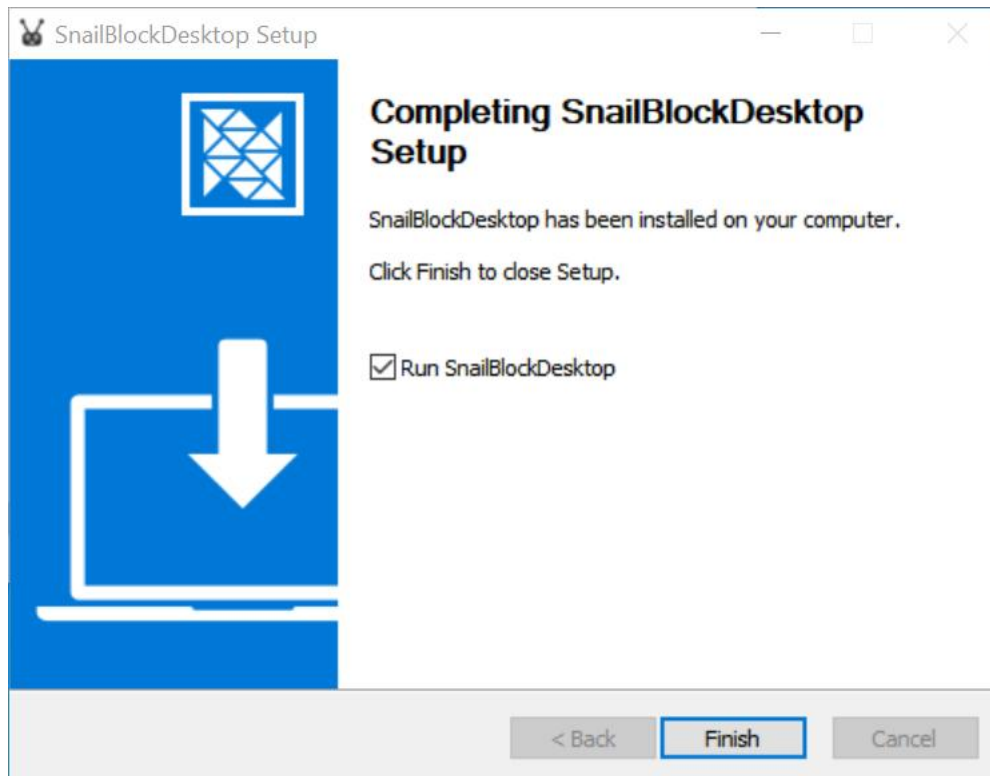 SnailBlockDesktop Setup
Completing SnailBlockDesktop
Setup
SnailBlockDesktop has been installed on your computer.
Click Finish to close Setup.
Run SnailBlockDesktop
< Back
Finish
Cancel